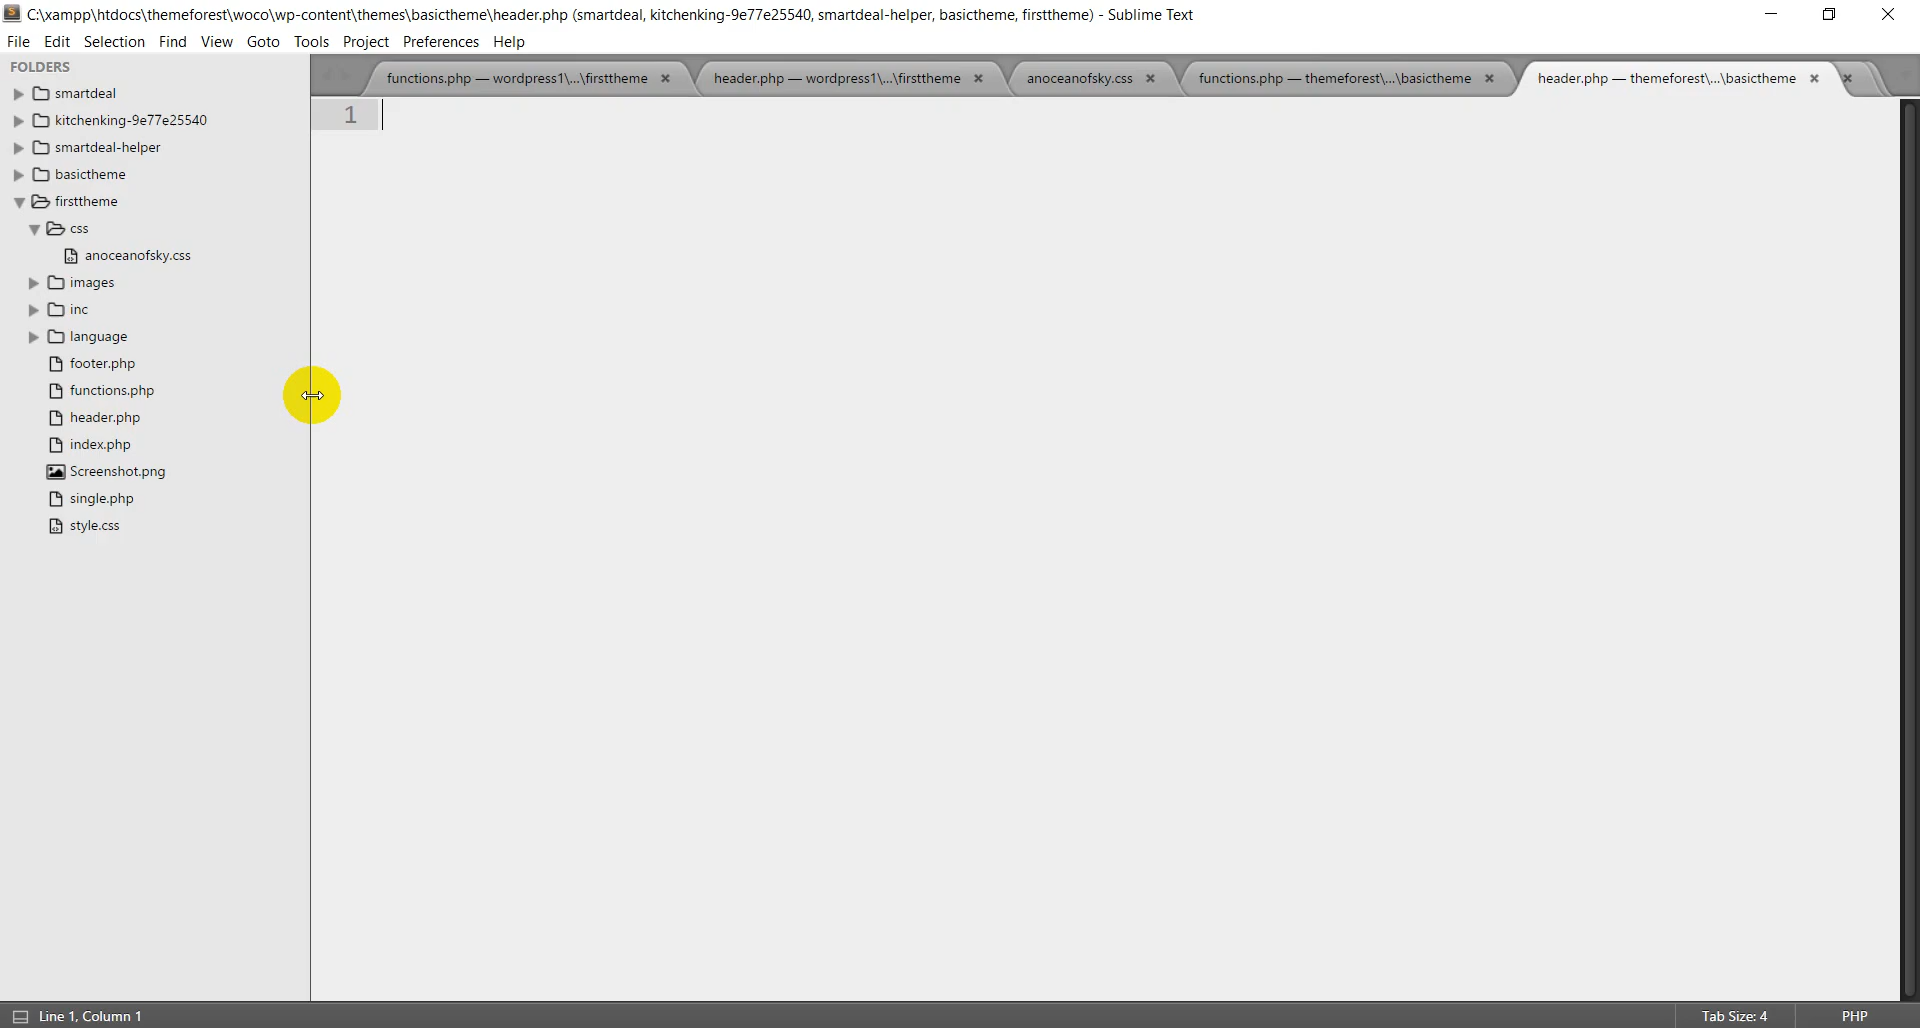 C:\xampp\htdocs\themeforest\woco\wp-content\themes\basictheme\header.php (smartdeal, kitchenking-9e77e25540, smartdeal-helper, basictheme, firsttheme) - Sublime Text
File Edit Selection Find View Goto Tools Project Preferences Help
FOLDERS
smartdeal
kitchenking-9e77e25540
smartdeal-helper
basictheme
firsttheme
css
anoceanofsky.css
images
inc
language
footer.php
functions.php
header.php
index.php
Screenshot.png
single.php
style.css
functions.php — wordpress1\...\firsttheme
header.php — wordpress1\...\firsttheme
anoceanofsky.css
functions.php — themeforest\...\basictheme
header.php — themeforest\...\basictheme
1
Line 1, Column 1
Tab Size: 4
PHP